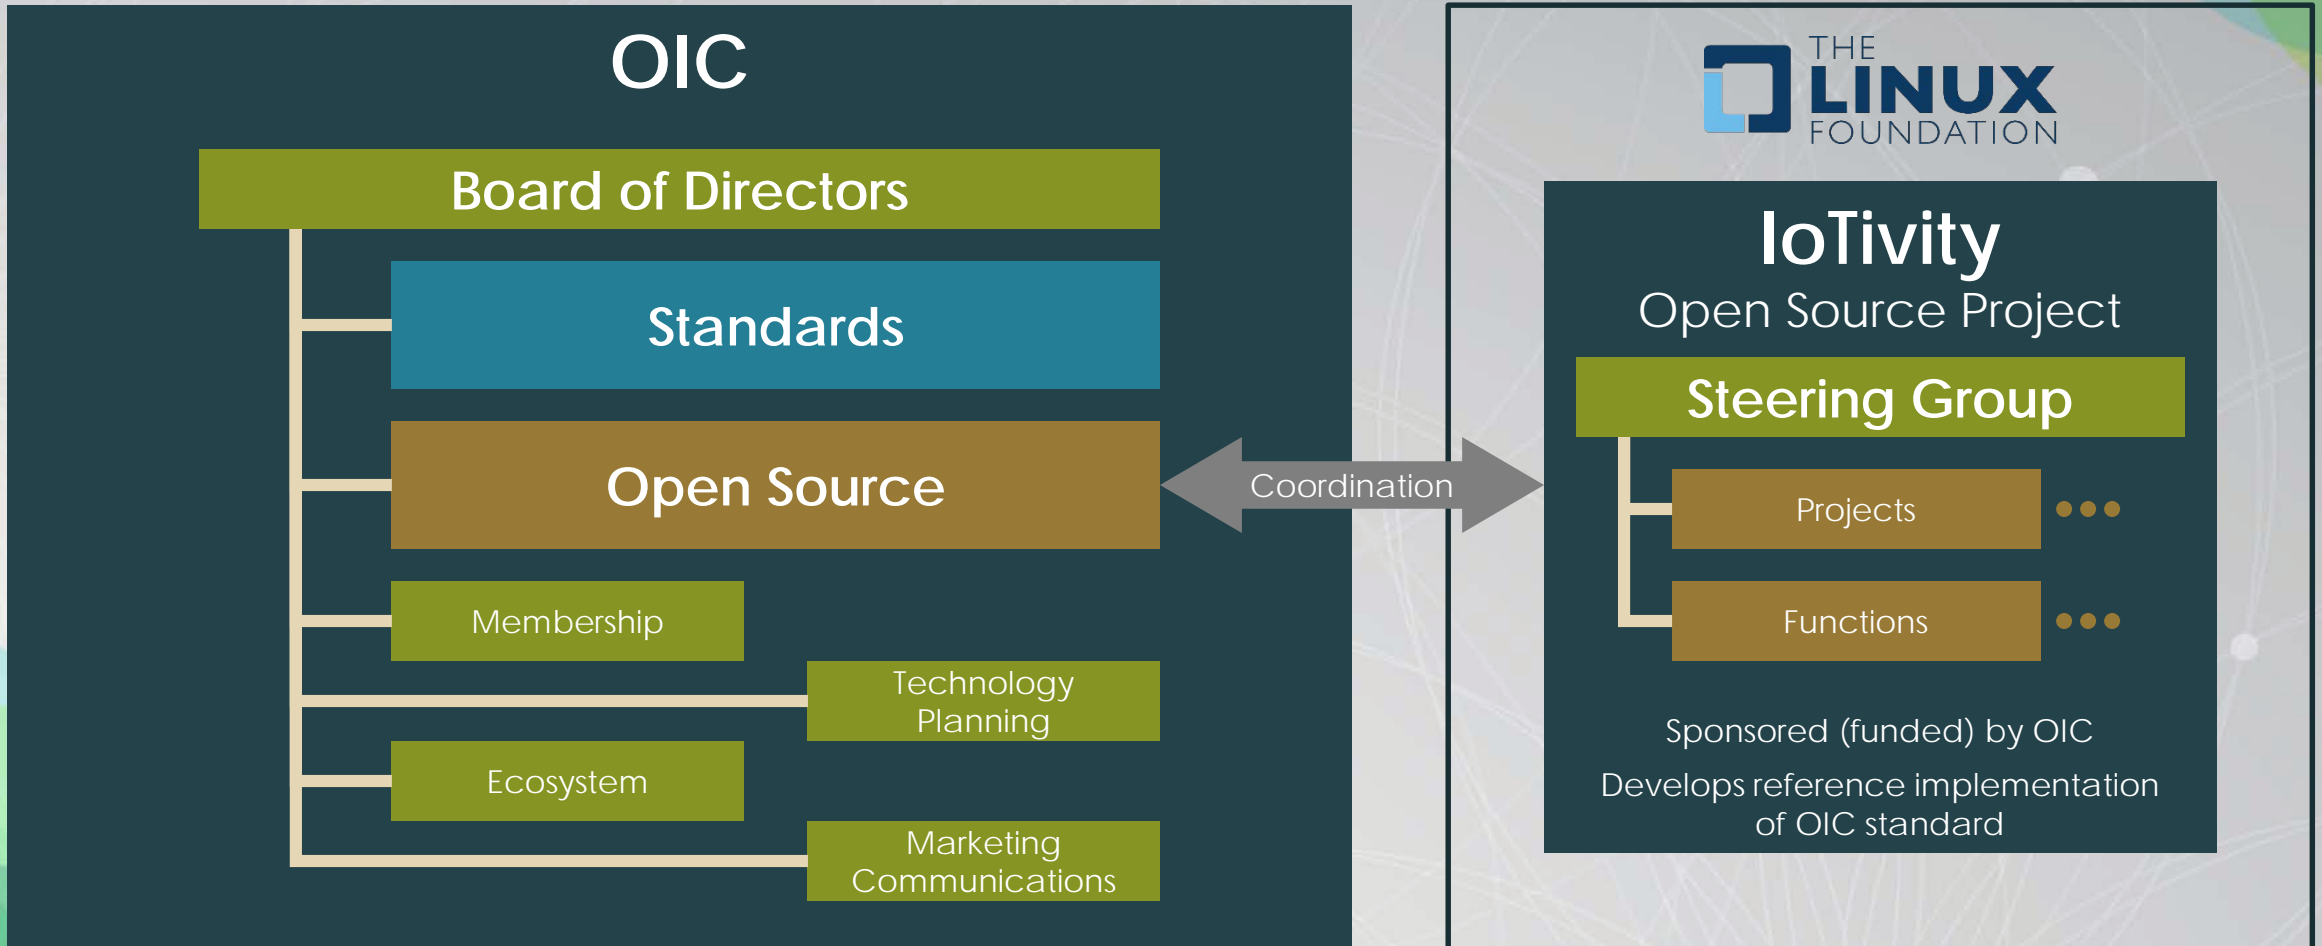 OIC
Board of Directors
Standards
Open Source
Membership
Technology
Planning
Ecosystem
Marketing
Communications
Coordination
THE
LINUX
FOUNDATION
IoTivity
Open Source Project
Steering Group
Projects
Functions
Sponsored (funded) by OIC
Develops reference implementation
of OIC standard